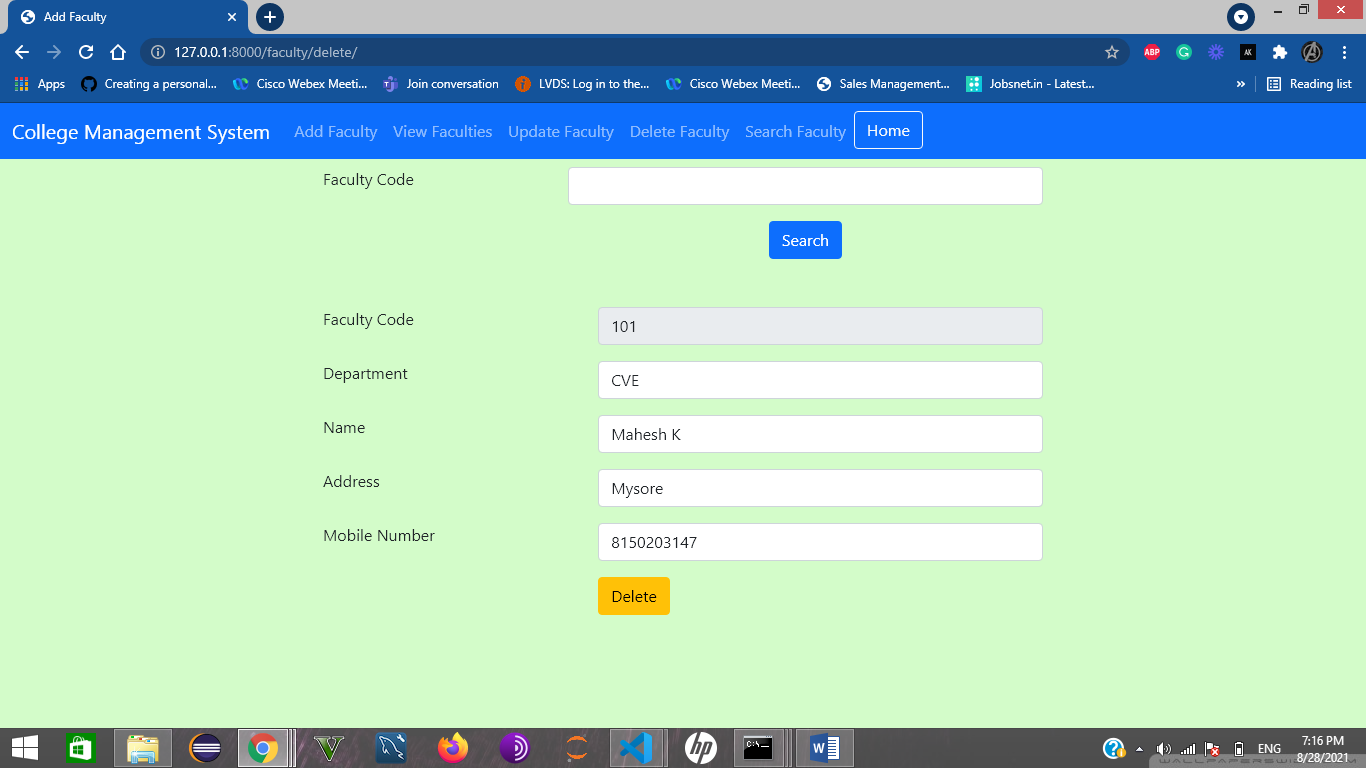 Add Faculty
127.0.0.1:8000/faculty/delete/
ABP
AK
Apps
Creating a personal...
Cisco Webex Meeti...
Join conversation
LVDS: Log in to the...
Cisco Webex Meeti...
Sales Management...
Jobsnet.in - Latest...
»
Reading list
College Management System
Add Faculty
View Faculties
Update Faculty
Delete Faculty
Search Faculty
Home
Faculty Code
Search
Faculty Code
101
Department
CVE
Name
Mahesh K
Address
Mysore
Mobile Number
8150203147
Delete
hp
C:\_
ENG
7:16 PM
8/28/2021